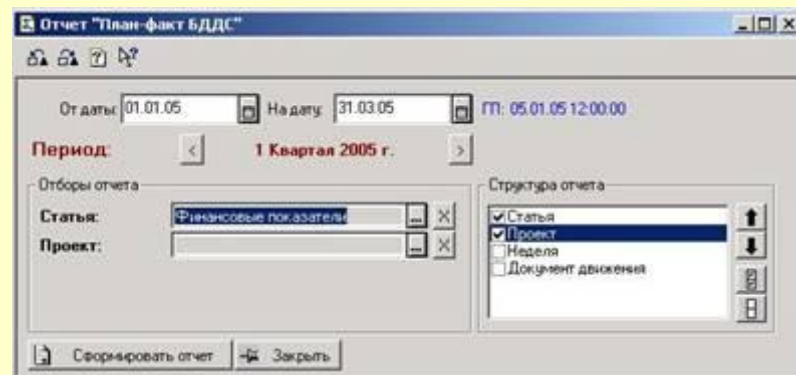 Отчет "План-факт БДДС"
От даты: 01.01.05 На дату: 31.03.05 ГП: 05.01.05 12:00:00
Период: < 1 Квартал 2005 г. >
Отборы отчета
Статья: Финансовые показатели ... X
Проект: ... X
Структура отчета
Статья
Проект
Неделя
Документ движения
Сформировать отчет Закрыть